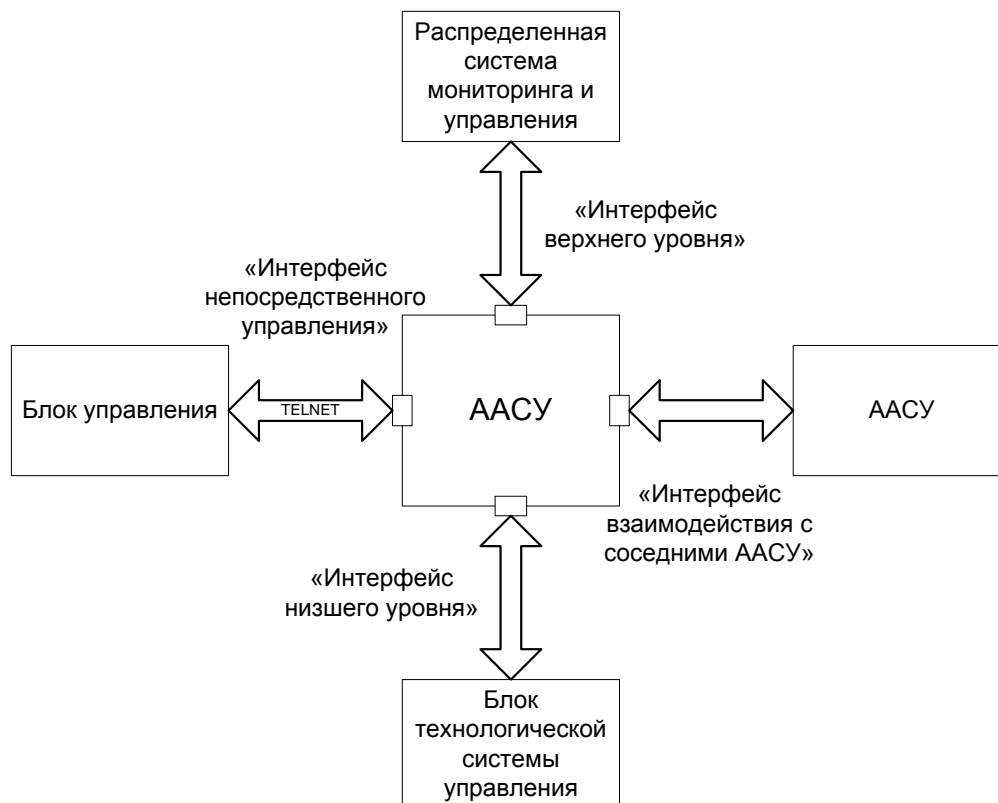 Распределенная
система
мониторинга и
управления
«Интерфейс
верхнего уровня»
«Интерфейс
непосредственного
управления»
Блок управления
TELNET
ААСУ
ААСУ
«Интерфейс
взаимодействия с
соседними ААСУ»
«Интерфейс
низшего уровня»
Блок
технологической
системы
управления